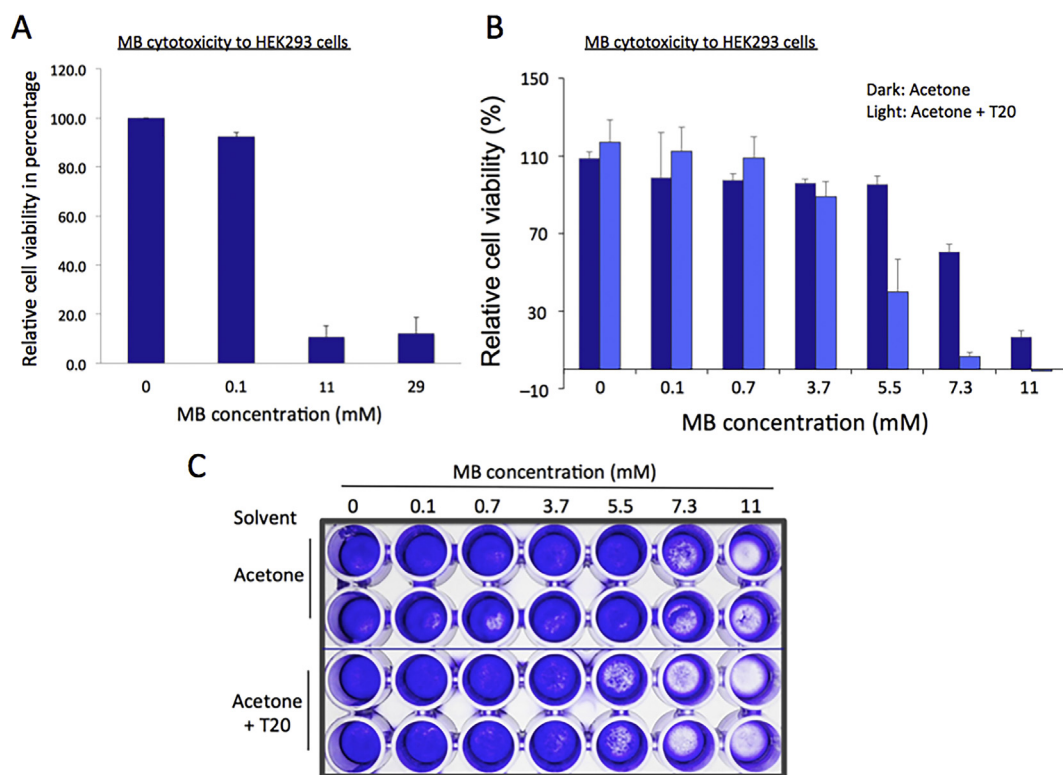 A
MB cytotoxicity to HEK293 cells
Relative cell viability in percentage
120.0
100.0
80.0
60.0
40.0
20.0
0.0
0 0.1 11 29
MB concentration (mM)
B
MB cytotoxicity to HEK293 cells
Dark: Acetone
Light: Acetone + T20
Relative cell viability (%)
150
110
70
30
–10
0 0.1 0.7 3.7 5.5 7.3 11
MB concentration (mM)
C
MB concentration (mM)
Solvent 0 0.1 0.7 3.7 5.5 7.3 11
Acetone
Acetone
+ T20